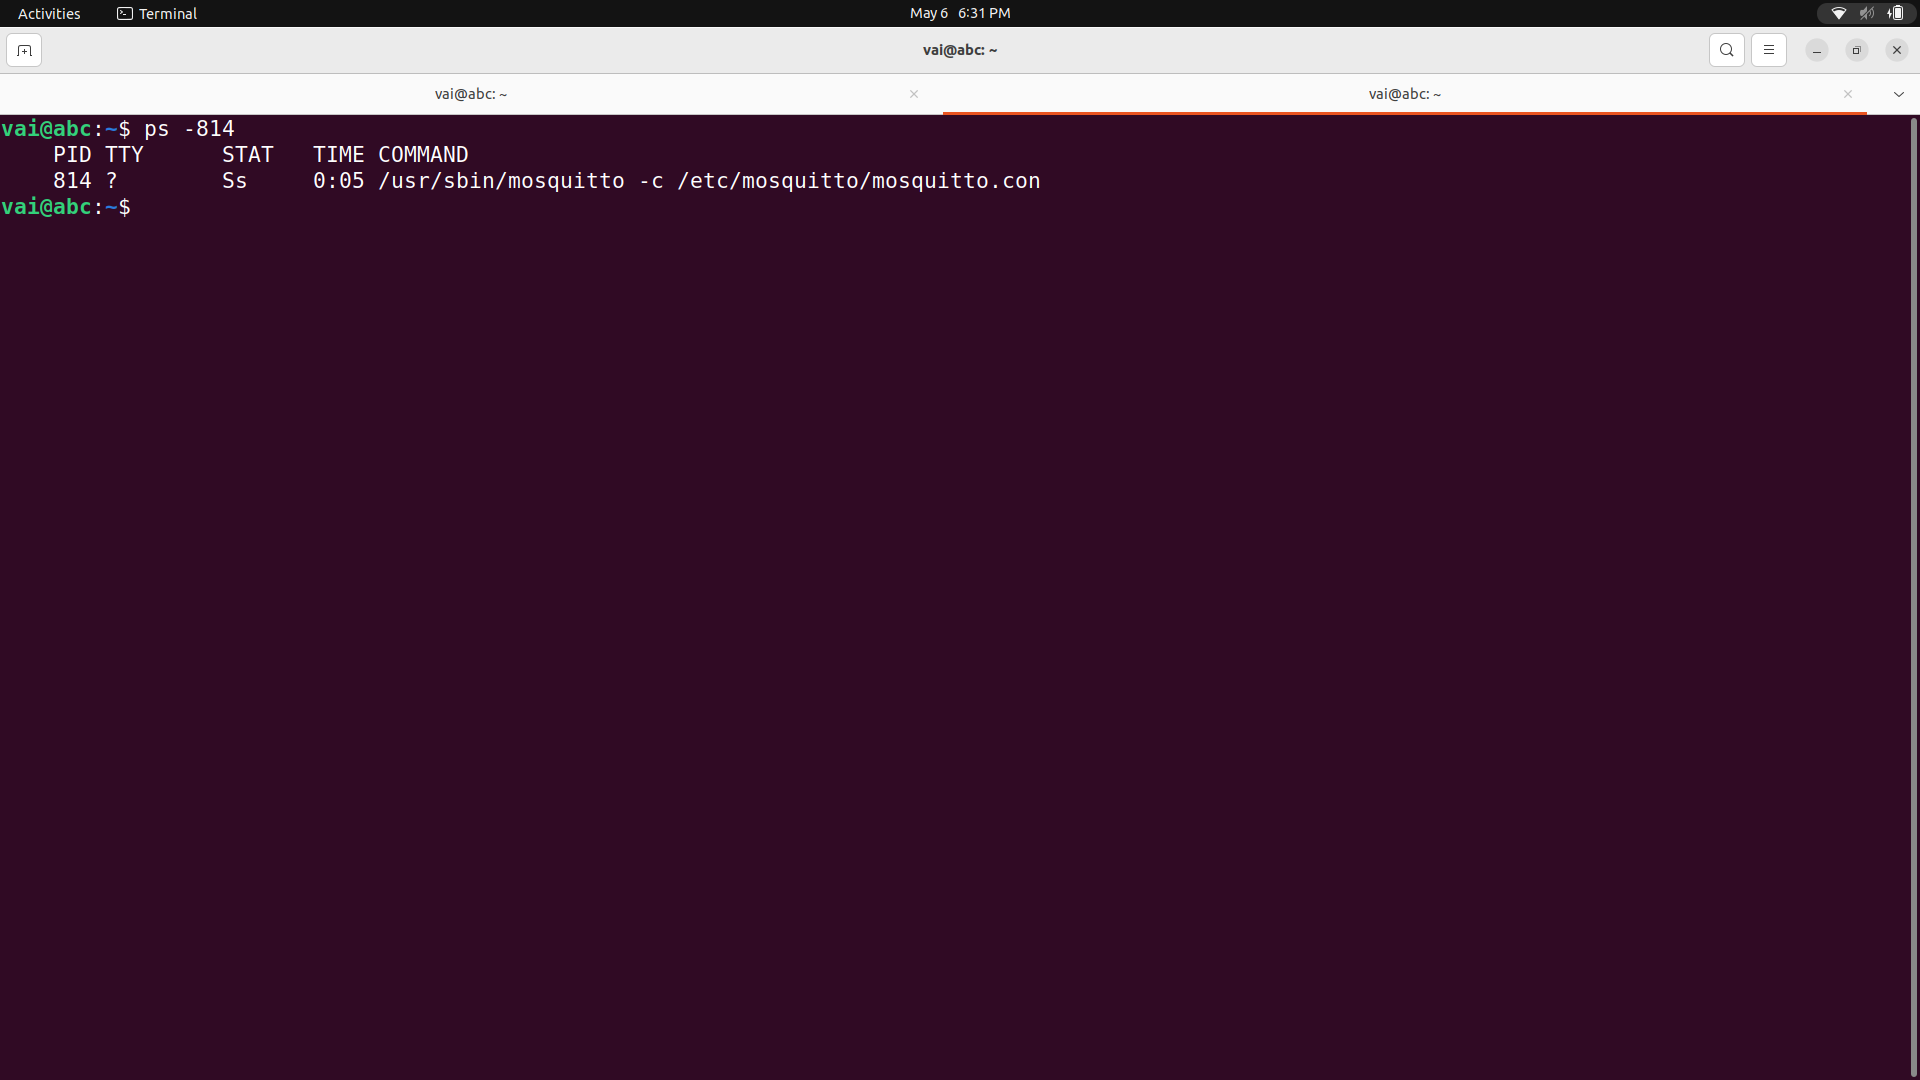 Activities Terminal May 6 6:31 PM
vai@abc: ~
vai@abc: ~ vai@abc: ~
vai@abc:~$ ps -814
PID TTY STAT TIME COMMAND
814 ? Ss 0:05 /usr/sbin/mosquitto -c /etc/mosquitto/mosquitto.con
vai@abc:~$